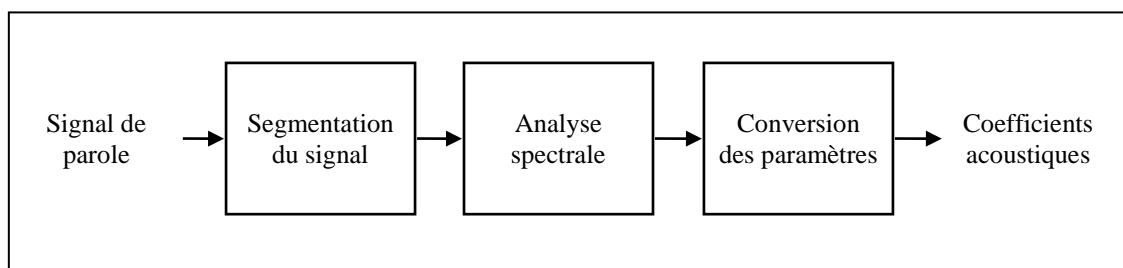 Signal de
parole
Segmentation
du signal
Analyse
spectrale
Conversion
des paramètres
Coefficients
acoustiques